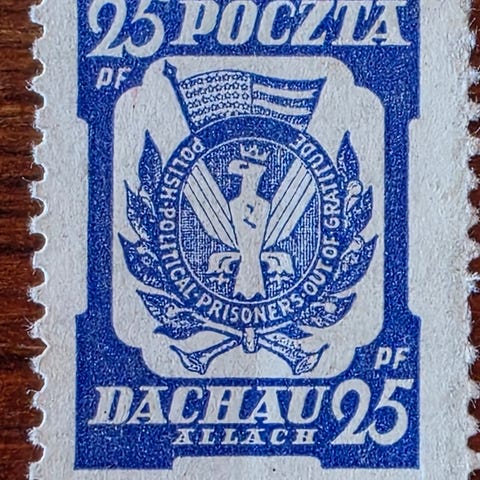 25 POCZTA
PF
POLISH·POLITICAL PRISONERS·OUT OF GRATITUDE
PF
DACHAU 25
ALLACH